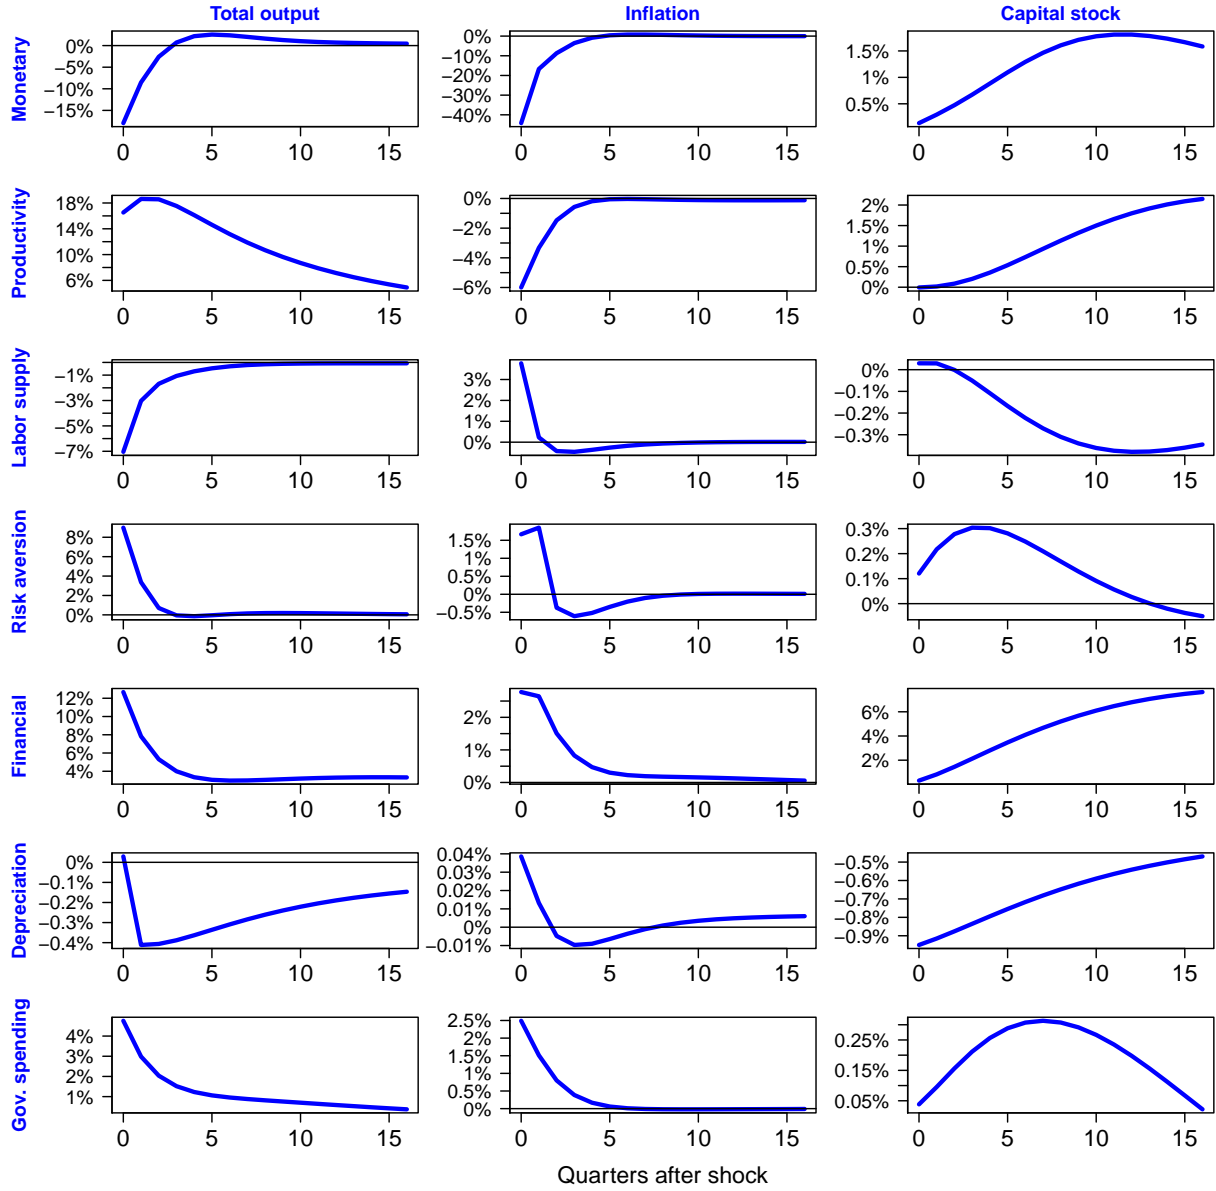 Total output Inflation Capital stock
Monetary
0% −5% −10% −15%
0 5 10 15
0% −10% −20% −30% −40%
0 5 10 15
1.5% 1% 0.5%
0 5 10 15
Productivity
18% 14% 10% 6%
0 5 10 15
0% −2% −4% −6%
0 5 10 15
2% 1.5% 1% 0.5% 0%
0 5 10 15
Labor supply
−1% −3% −5% −7%
0 5 10 15
3% 2% 1% 0%
0 5 10 15
0% −0.1% −0.2% −0.3%
0 5 10 15
Risk aversion
8% 6% 4% 2% 0%
0 5 10 15
1.5% 1% 0.5% 0% −0.5%
0 5 10 15
0.3% 0.2% 0.1% 0%
0 5 10 15
Financial
12% 10% 8% 6% 4%
0 5 10 15
2% 1% 0%
0 5 10 15
6% 4% 2%
0 5 10 15
Depreciation
0% −0.1% −0.2% −0.3% −0.4%
0 5 10 15
0.04% 0.03% 0.02% 0.01% 0% −0.01%
0 5 10 15
−0.5% −0.6% −0.7% −0.8% −0.9%
0 5 10 15
Gov. spending
4% 3% 2% 1%
0 5 10 15
2.5% 2% 1.5% 1% 0.5% 0%
0 5 10 15
0.25% 0.15% 0.05%
0 5 10 15
Quarters after shock